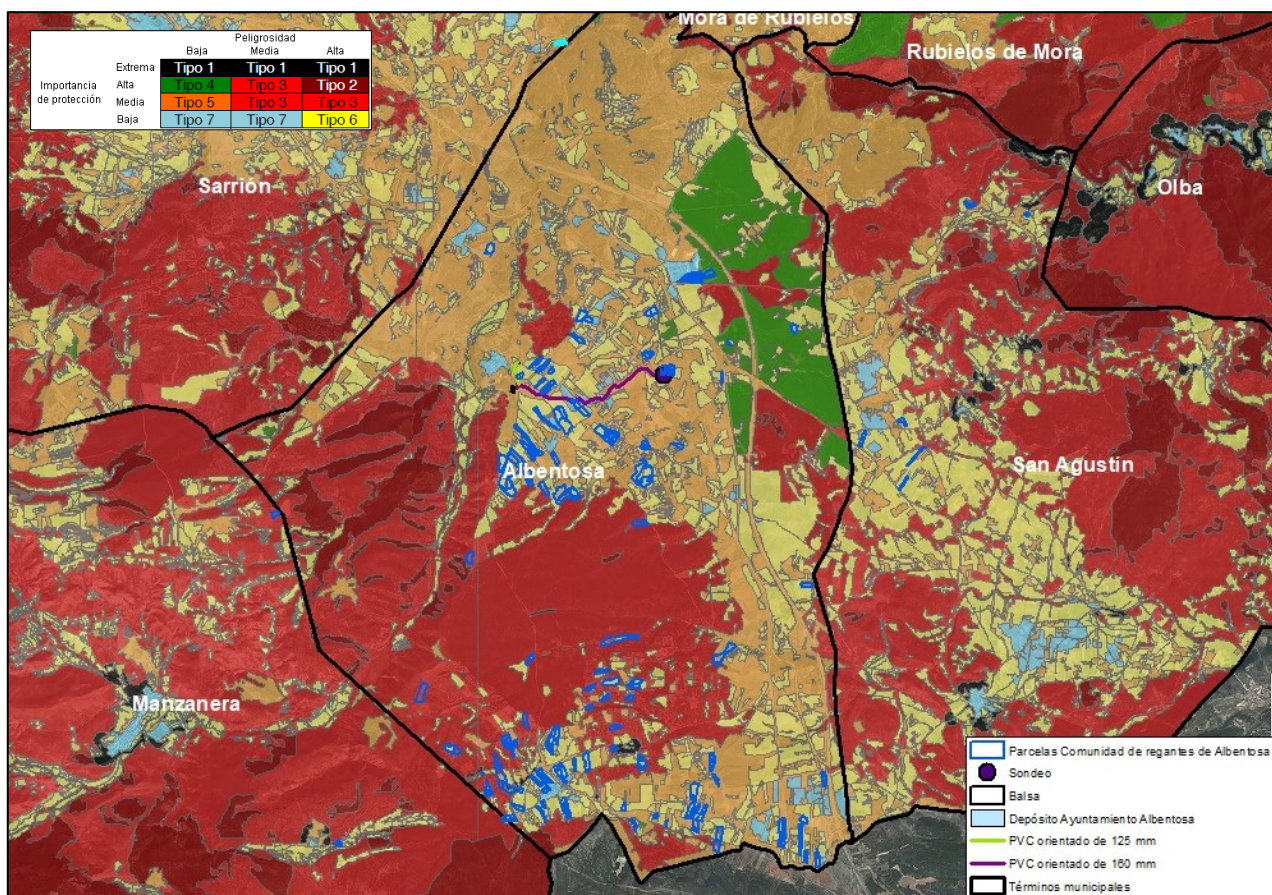 Peligrosidad
Baja Media Alta
Extrema Tipo 1 Tipo 1 Tipo 1
Importancia de protección
Alta Tipo 4 Tipo 3 Tipo 2
Media Tipo 5 Tipo 3 Tipo 3
Baja Tipo 7 Tipo 7 Tipo 6
Mora de Rubielos
Rubielos de Mora
Sarrión
Olba
Albentosa
San Agustín
Manzanera
Parcelas Comunidad de regantes de Albentosa
Sondeo
Balsa
Depósito Ayuntamiento Albentosa
PVC orientado de 125 mm
PVC orientado de 160 mm
Términos municipales